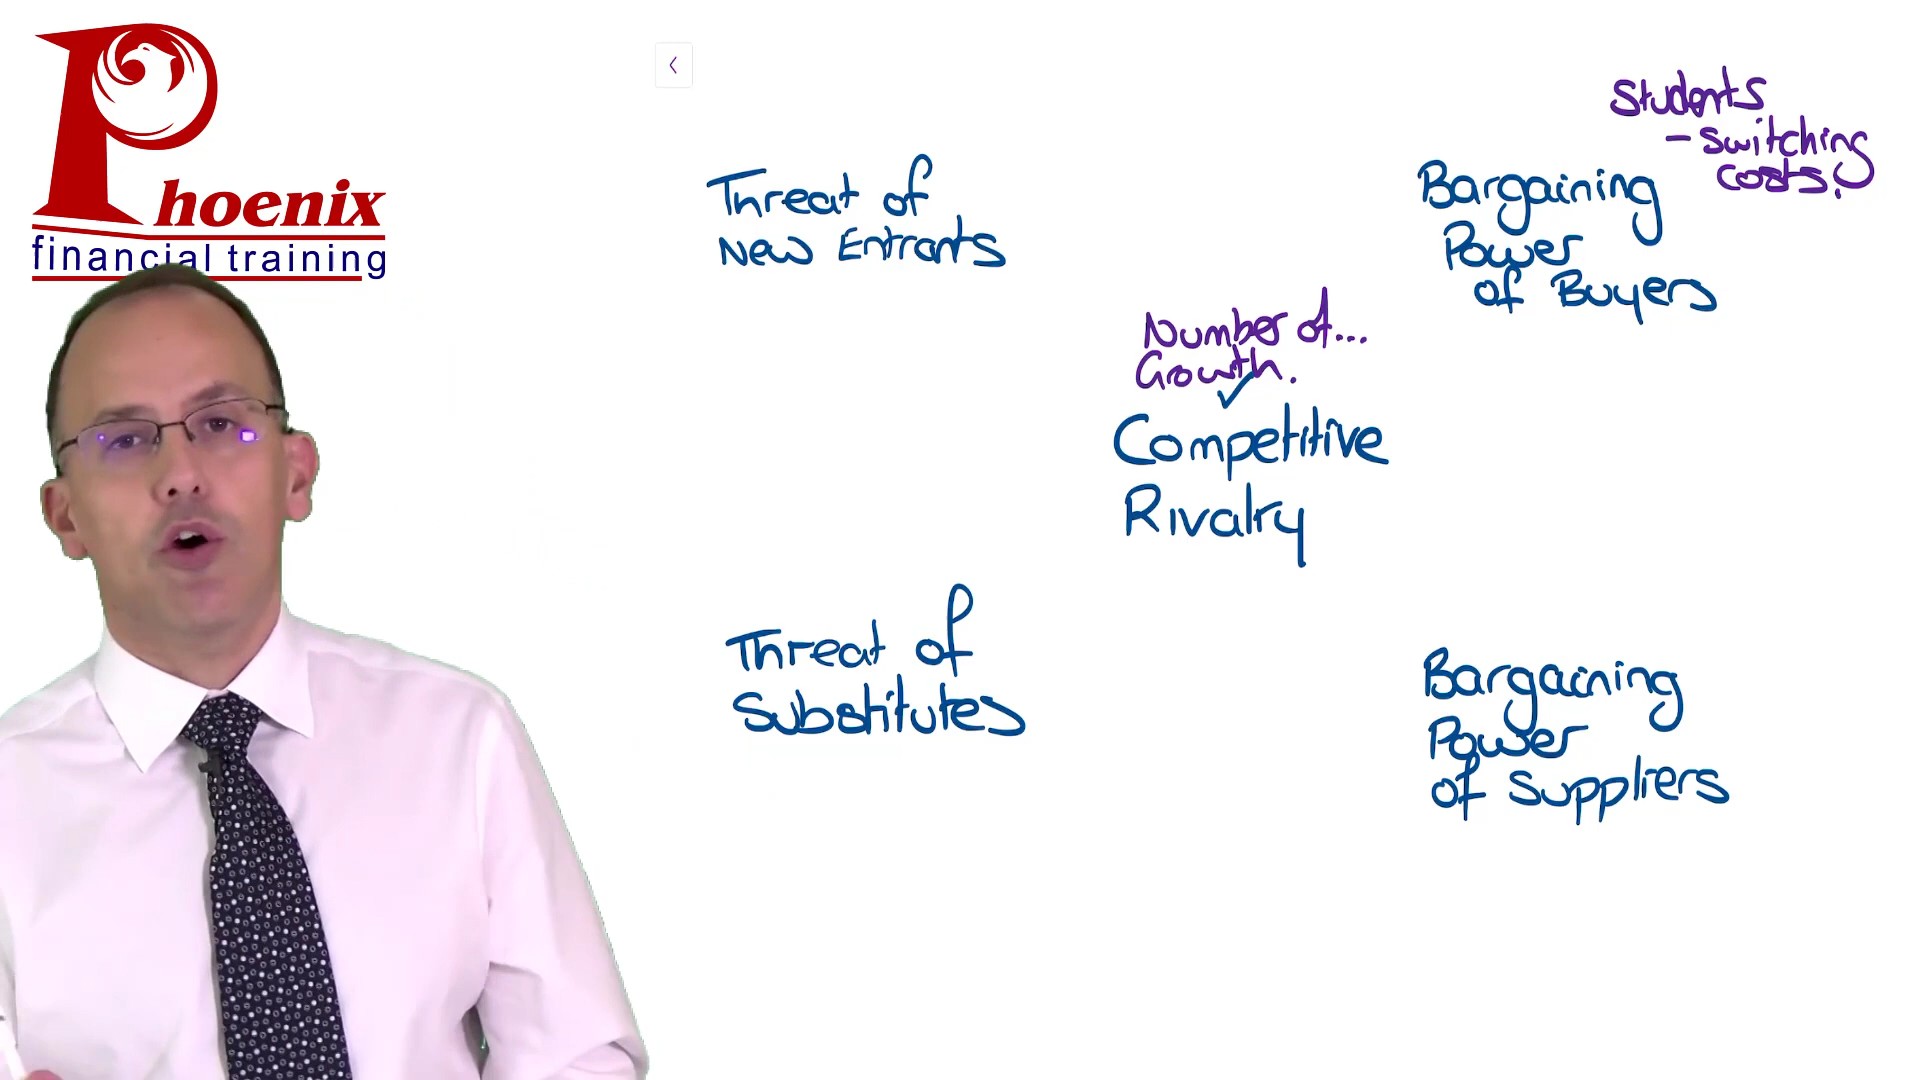 Phoenix
financial training
Threat of
New Entrants
Students
- switching
costs.
Bargaining
Power
of Buyers
Number of...
Growth.
Competitive
Rivalry
Threat of
Substitutes
Bargaining
Power
of Suppliers